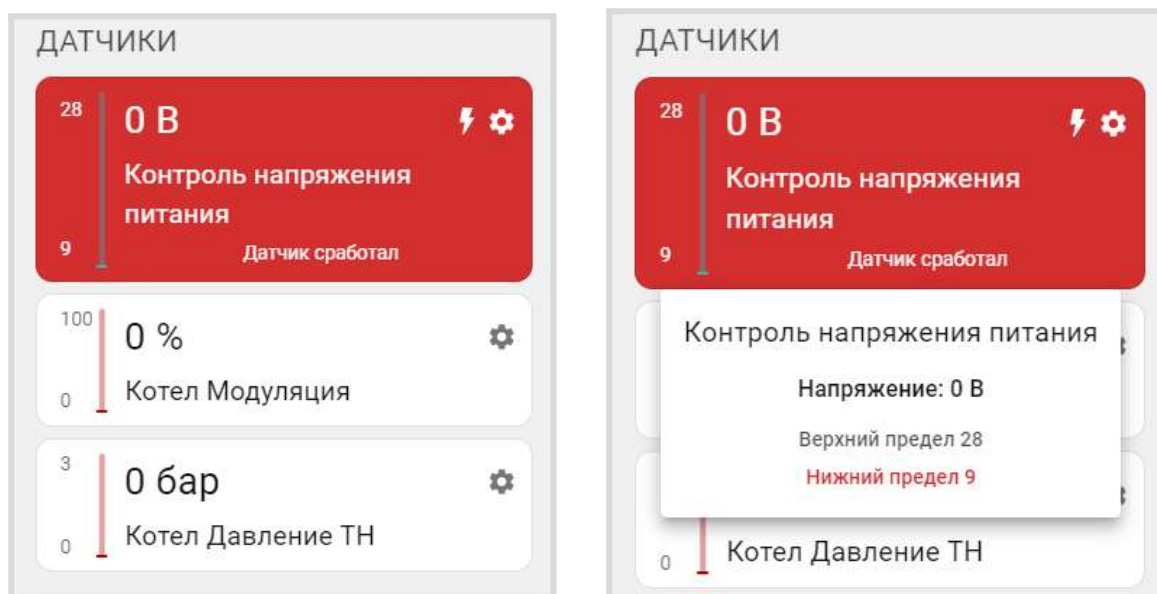 ДАТЧИКИ
28
0 В
Контроль напряжения
питания
9
Датчик сработал
100
0 %
0
Котел Модуляция
3
0 бар
0
Котел Давление ТН
ДАТЧИКИ
28
0 В
Контроль напряжения
питания
9
Датчик сработал
Контроль напряжения питания
Напряжение: 0 В
Верхний предел 28
Нижний предел 9
0
Котел Давление ТН